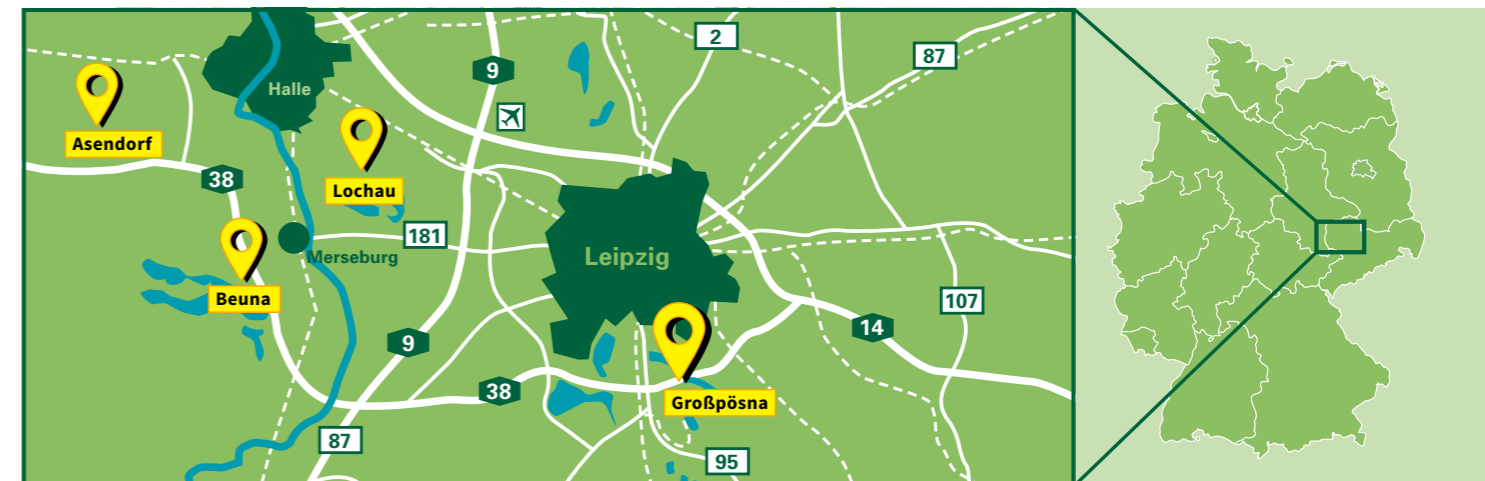 2
87
9
Halle
Asendorf
Lochau
38
181
Merseburg
Leipzig
Beuna
107
14
9
38
Großpösna
87
95